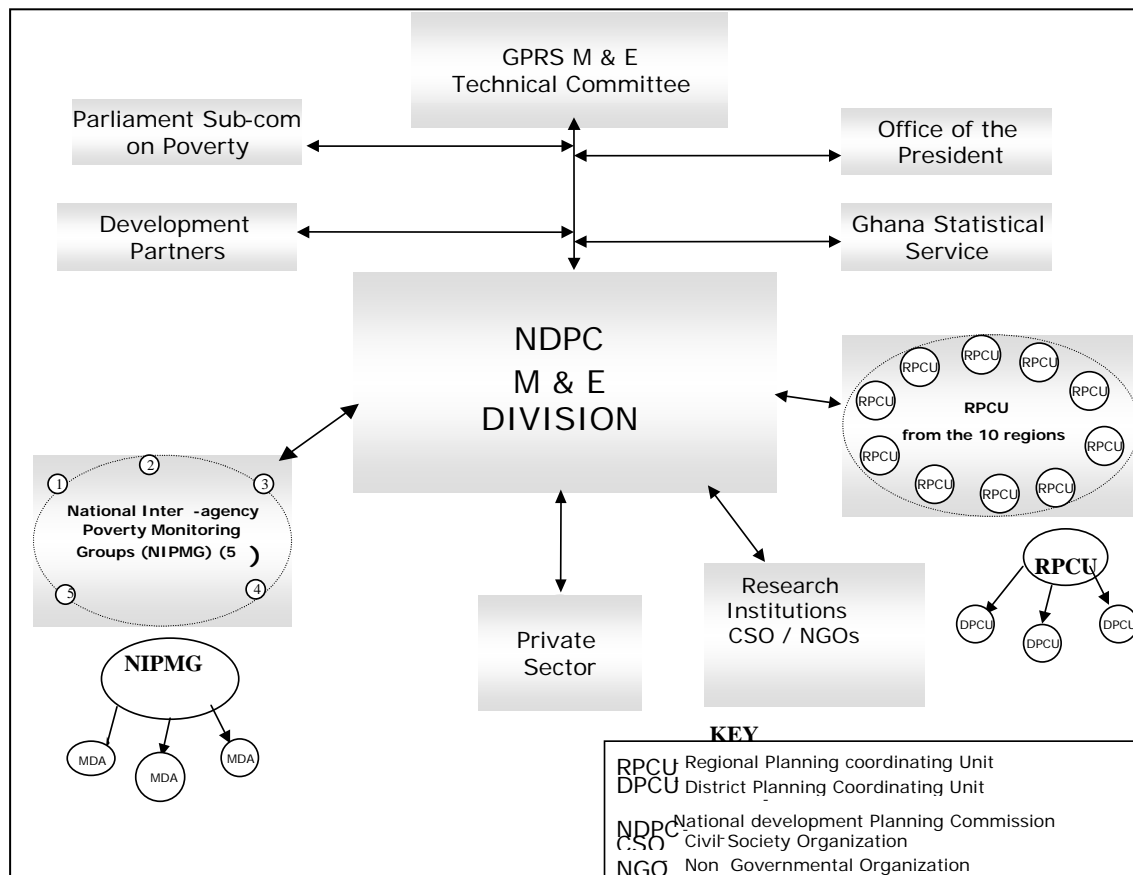 GPRS M & E
Technical Committee
Parliament Sub-com
on Poverty
Office of the
President
Development
Partners
Ghana Statistical
Service
NDPC
M & E
DIVISION
RPCU
RPCU
RPCU
RPCU
RPCU
RPCU
RPCU
RPCU
RPCU
RPCU
RPCU
from the 10 regions
1
2
3
National Inter -agency
Poverty Monitoring
Groups (NIPMG) (5 )
5
4
Private
Sector
Research
Institutions
CSO / NGOs
RPCU
DPCU
DPCU
DPCU
NIPMG
MDA
MDA
MDA
KEY
RPCU- Regional Planning coordinating Unit
DPCU- District Planning Coordinating Unit
NDPC- National development Planning Commission
CSO Civil Society Organization
NGO Non Governmental Organization